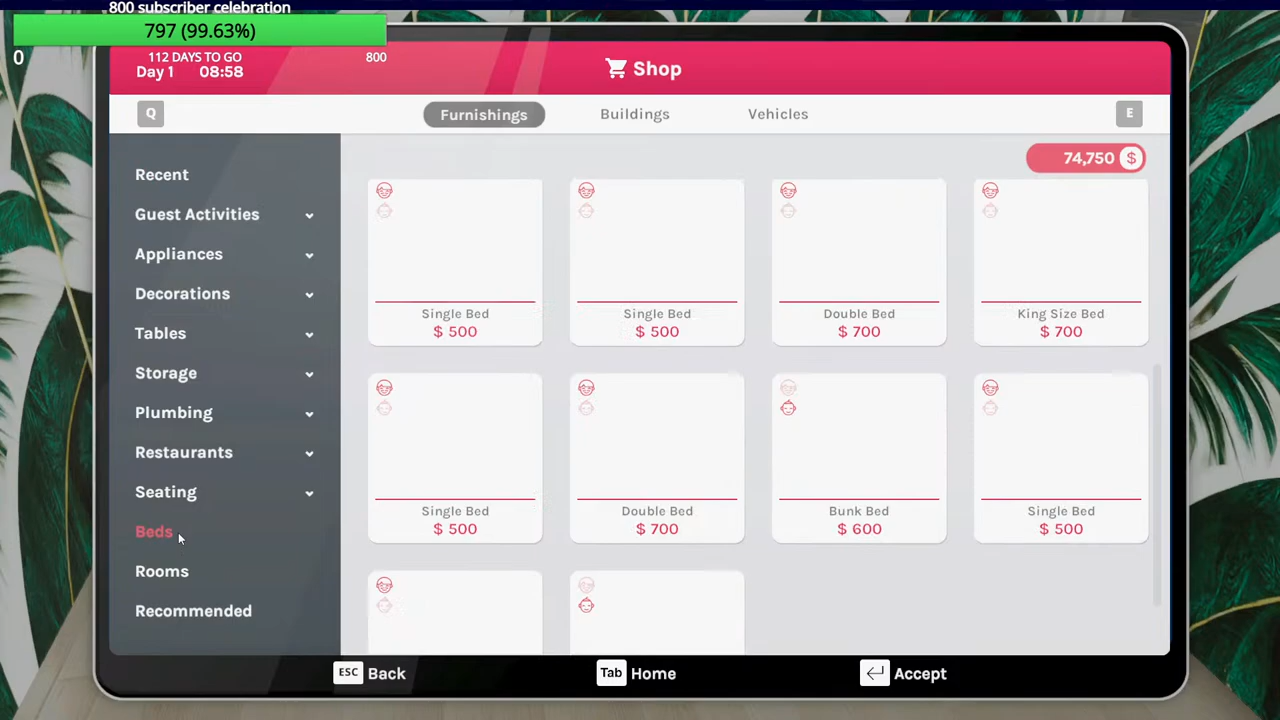 800 subscriber celebration
797 (99.63%)
0
112 DAYS TO GO
800
Day 1 08:58
Shop
Q
Furnishings
Buildings
Vehicles
E
74,750 $
Recent
Guest Activities
Appliances
Decorations
Tables
Storage
Plumbing
Restaurants
Seating
Beds
Rooms
Recommended
Single Bed
$ 500
Single Bed
$ 500
Double Bed
$ 700
King Size Bed
$ 700
Single Bed
$ 500
Double Bed
$ 700
Bunk Bed
$ 600
Single Bed
$ 500
ESC Back
Tab Home
Accept